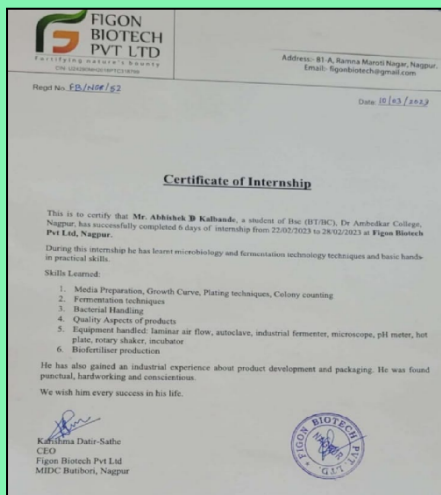 FIGON
BIOTECH
PVT LTD
Fortifying nature's bounty
Address:- 81-A, Ramna Maroti Nagar, Nagpur.
Email:- figonbiotech@gmail.com
Regd No. FB/NOE/52
Date: 10/03/2023
Certificate of Internship
This is to certify that Mr. Abhishek B Kalbande, a student of Bsc (BT/BC), Dr Ambedkar College,
Nagpur, has successfully completed 6 days of internship from 22/02/2023 to 28/02/2023 at Figon Biotech
Pvt Ltd, Nagpur.
During this internship he has learnt microbiology and fermentation technology techniques and basic hands-
in practical skills.
Skills Learned:
1. Media Preparation, Growth Curve, Plating techniques, Colony counting
2. Fermentation techniques
3. Bacterial Handling
4. Quality Aspects of products
5. Equipment handled: laminar air flow, autoclave, industrial fermenter, microscope, pH meter, hot
plate, rotary shaker, incubator
6. Biofertiliser production
He has also gained an industrial experience about product development and packaging. He was found
punctual, hardworking and conscientious.
We wish him every success in his life.
Karishma Datir-Sathe
CEO
Figon Biotech Pvt Ltd
MIDC Butibori, Nagpur
FIGON BIOTECH PVT. LTD.